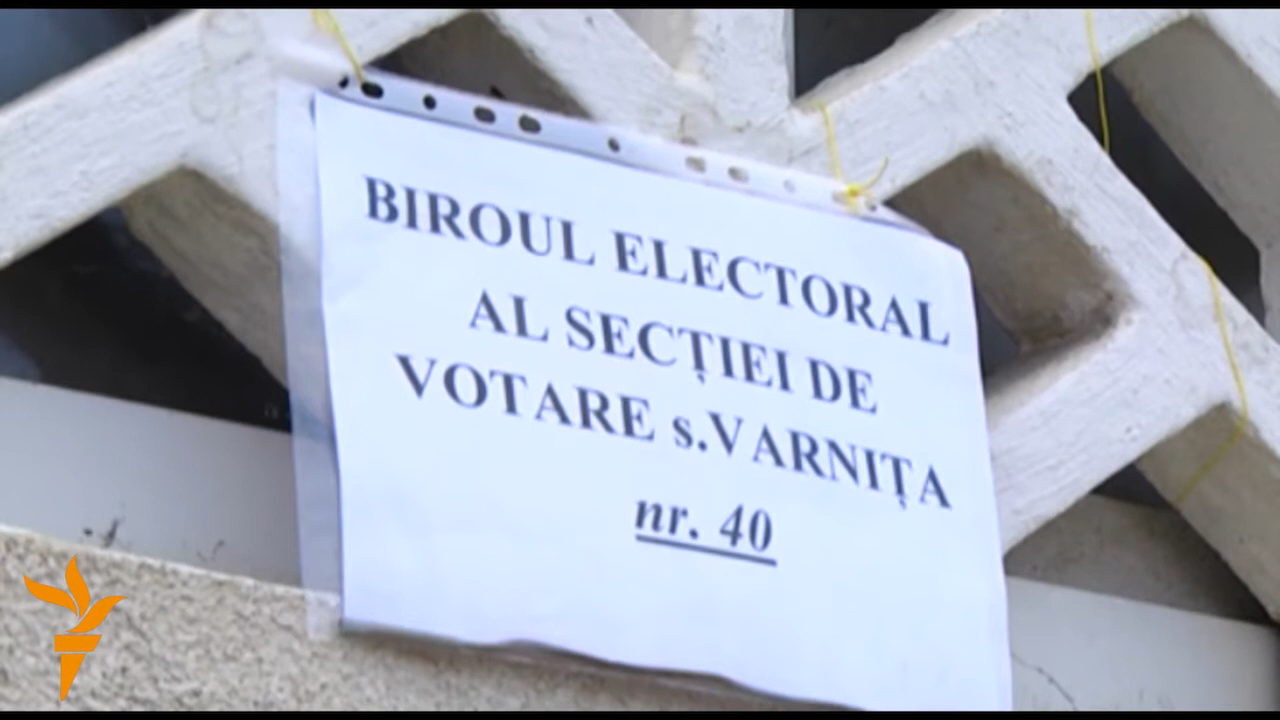 BIROUL ELECTORAL
AL SECȚIEI DE
VOTARE s.VARNIȚA
nr. 40